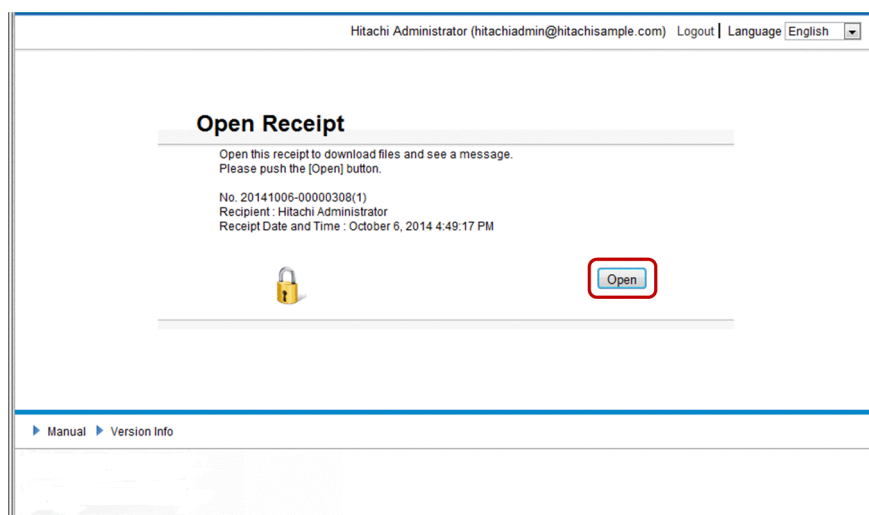 Hitachi Administrator (hitachiadmin@hitachisample.com) Logout Language English
Open Receipt
Open this receipt to download files and see a message.
Please push the [Open] button.
No. 20141006-00000308(1)
Recipient : Hitachi Administrator
Receipt Date and Time : October 6, 2014 4:49:17 PM
Open
Manual Version Info